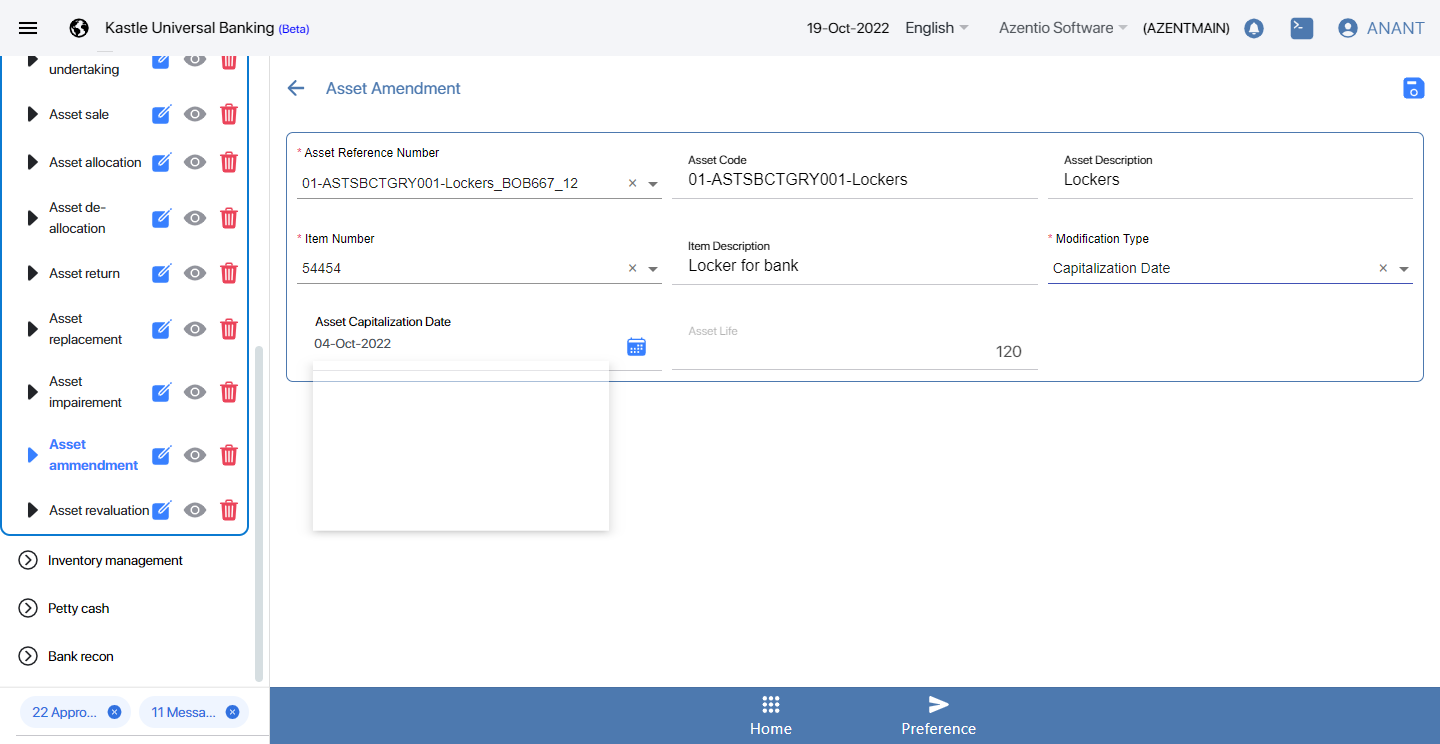 Kastle Universal Banking (Beta)
19-Oct-2022
English
Azentio Software
(AZENTMAIN)
ANANT
undertaking
Asset sale
Asset allocation
Asset de-
allocation
Asset return
Asset
replacement
Asset
impairement
Asset
ammendment
Asset revaluation
Inventory management
Petty cash
Bank recon
22 Appro...
11 Messa...
Asset Amendment
* Asset Reference Number
01-ASTSBCTGRY001-Lockers_BOB667_12
Asset Code
01-ASTSBCTGRY001-Lockers
Asset Description
Lockers
* Item Number
54454
Item Description
Locker for bank
* Modification Type
Capitalization Date
Asset Capitalization Date
04-Oct-2022
Asset Life
120
Home
Preference